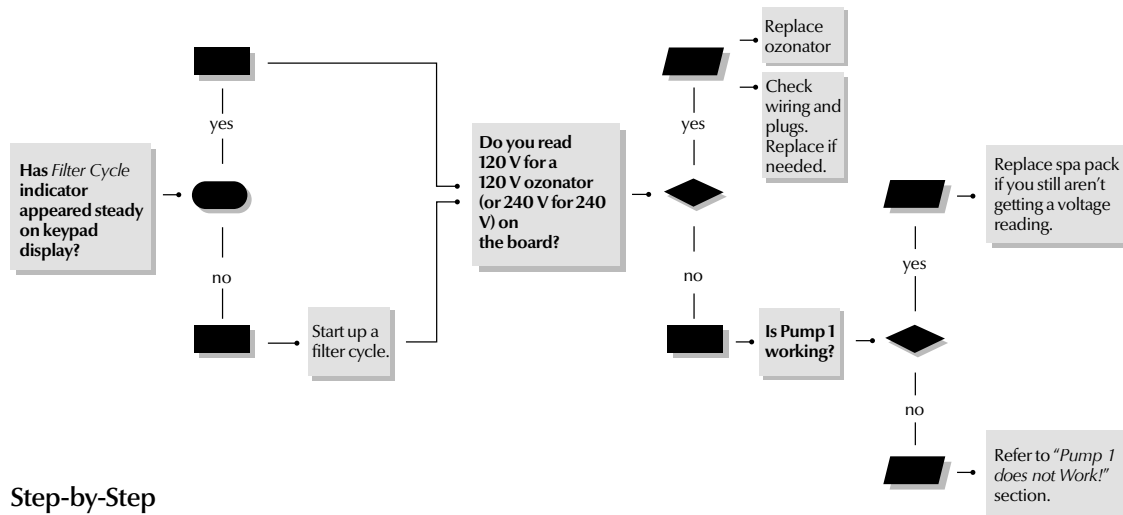 Has Filter Cycle
indicator
appeared steady
on keypad
display?
yes
no
Start up a
filter cycle.
Do you read
120 V for a
120 V ozonator
(or 240 V for 240
V) on
the board?
yes
Replace
ozonator
Check
wiring and
plugs.
Replace if
needed.
no
Is Pump 1
working?
yes
Replace spa pack
if you still aren't
getting a voltage
reading.
no
Refer to “Pump 1
does not Work!”
section.
Step-by-Step